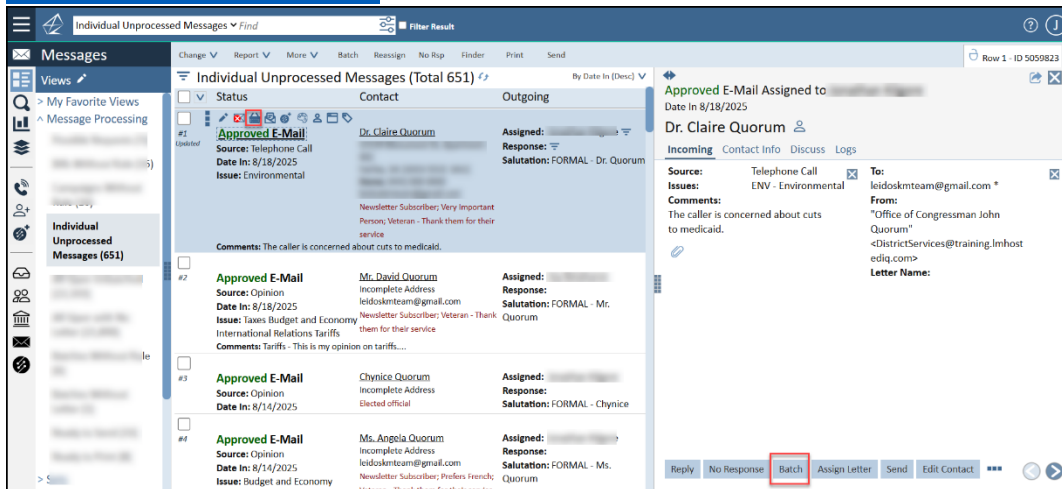 Individual Unprocessed Messages Find
Filter Result
?
J
Messages
Change Report More Batch Reassign No Rsp Finder Print Send
Row 1 - ID 5059823
Views
> My Favorite Views
Message Processing
5)
Individual
Unprocessed
Messages (651)
Individual Unprocessed Messages (Total 651)
By Date In (Desc)
Status Contact Outgoing
#1
Updated
Approved E-Mail
Source: Telephone Call
Date In: 8/18/2025
Issue: Environmental
Dr. Claire Quorum
Newsletter Subscriber; Very Important
Person; Veteran - Thank them for their
service
Assigned:
Response:
Salutation: FORMAL - Dr. Quorum
Comments: The caller is concerned about cuts to medicaid.
#2
Approved E-Mail
Source: Opinion
Date In: 8/18/2025
Issue: Taxes Budget and Economy
International Relations Tariffs
Comments: Tariffs - This is my opinion on tariffs....
Mr. David Quorum
Incomplete Address
leidoskmteam@gmail.com
Newsletter Subscriber; Veteran - Thank
them for their service
Assigned:
Response:
Salutation: FORMAL - Mr.
Quorum
#3
Approved E-Mail
Source: Opinion
Date In: 8/14/2025
Chynice Quorum
Incomplete Address
Elected official
Assigned:
Response:
Salutation: FORMAL - Chynice
#4
Approved E-Mail
Source: Opinion
Date In: 8/14/2025
Issue: Budget and Economy
Ms. Angela Quorum
Incomplete Address
leidoskmteam@gmail.com
Newsletter Subscriber; Prefers French;
Assigned:
Response:
Salutation: FORMAL - Ms.
Quorum
Approved E-Mail Assigned to
Date In 8/18/2025
Dr. Claire Quorum
Incoming Contact Info Discuss Logs
Source: Telephone Call
Issues: ENV - Environmental
Comments:
The caller is concerned about cuts
to medicaid.
To:
leidoskmteam@gmail.com *
From:
"Office of Congressman John
Quorum"
<DistrictServices@training.lmhost
ediq.com>
Letter Name:
Reply No Response Batch Assign Letter Send Edit Contact